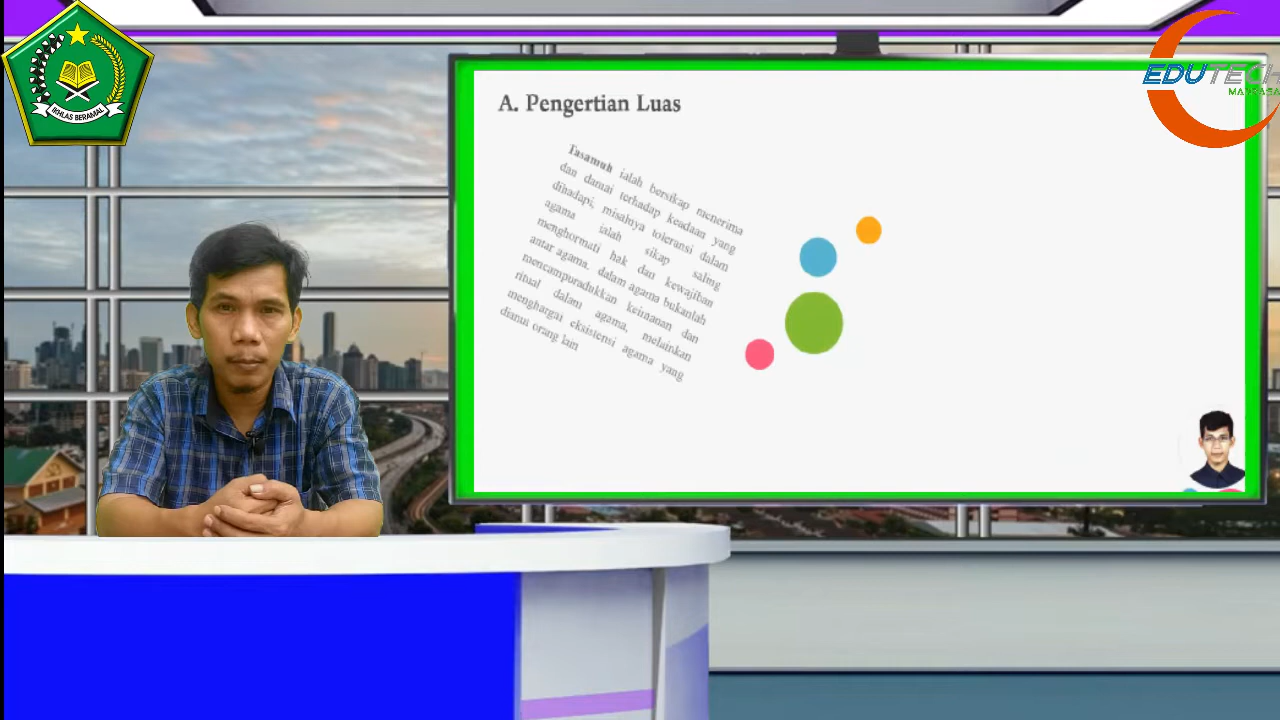 IKHLAS BERAMAL
EDUTECH
A. Pengertian Luas
Tasamuh ialah bersikap menerima
dan damai terhadap keadaan yang
dihadapi, misalnya toleransi dalam
agama ialah sikap saling
menghormati hak dan kewajiban
antar agama, dalam agama bukanlah
mencampuradukkan keimanan dan
ritual dalam agama, melainkan
menghargai eksistensi agama yang
dianut orang lain